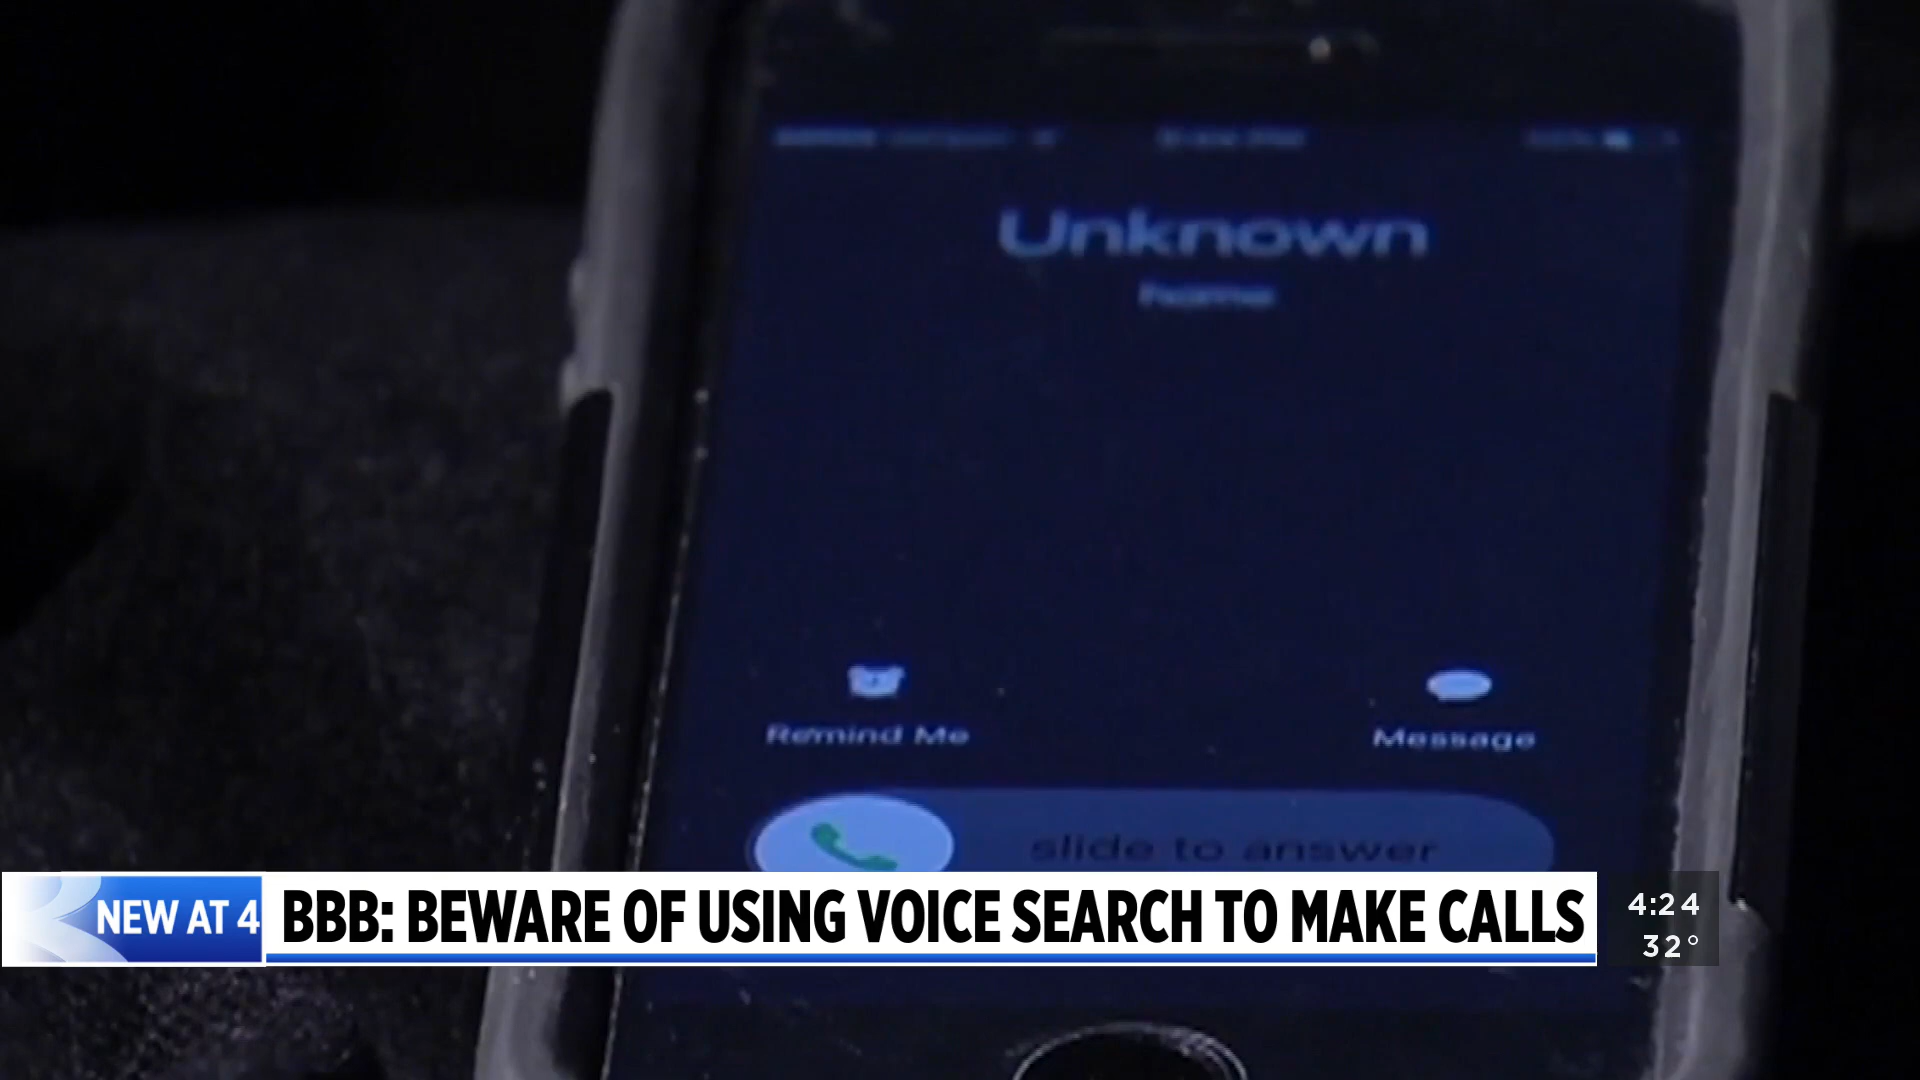 Unknown
home
Remind Me
Message
slide to answer
NEW AT 4
BBB: BEWARE OF USING VOICE SEARCH TO MAKE CALLS
4:24
32°